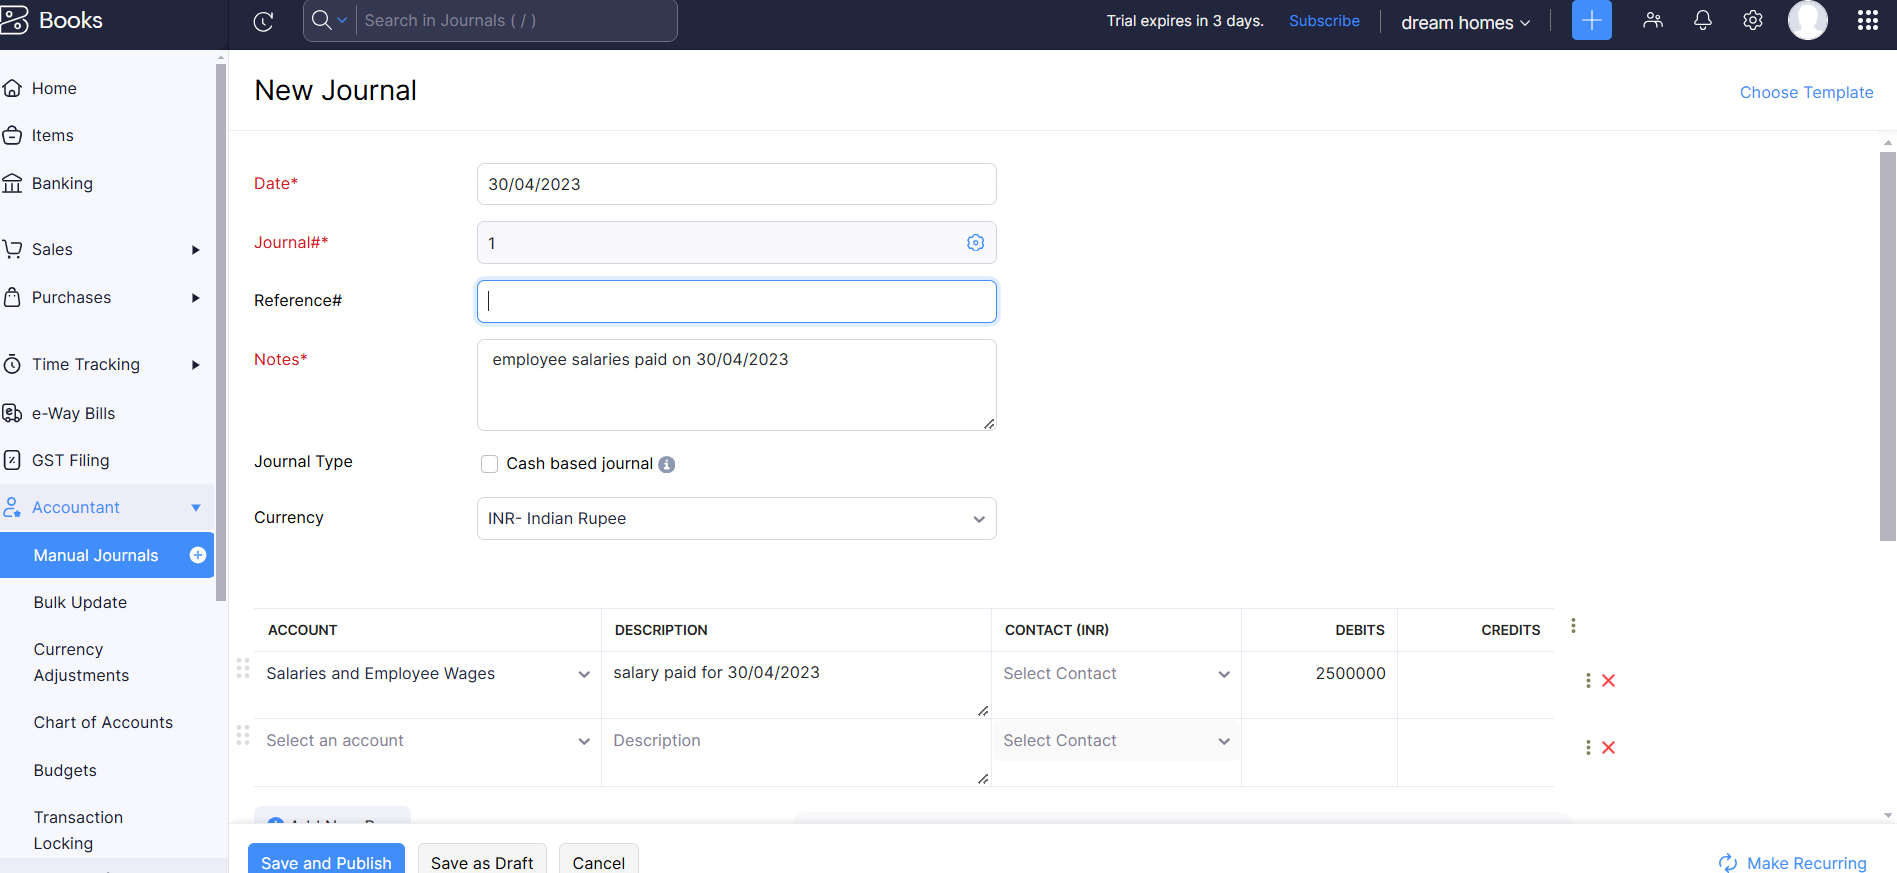 Books
Search in Journals ( / )
Trial expires in 3 days.
Subscribe
dream homes
Home
Items
Banking
Sales
Purchases
Time Tracking
e-Way Bills
GST Filing
Accountant
Manual Journals
Bulk Update
Currency
Adjustments
Chart of Accounts
Budgets
Transaction
Locking
New Journal
Choose Template
Date* 30/04/2023
Journal#* 1
Reference#
Notes* employee salaries paid on 30/04/2023
Journal Type Cash based journal
Currency INR- Indian Rupee
ACCOUNT DESCRIPTION CONTACT (INR) DEBITS CREDITS
Salaries and Employee Wages salary paid for 30/04/2023 Select Contact 2500000
Select an account Description Select Contact
Save and Publish Save as Draft Cancel Make Recurring